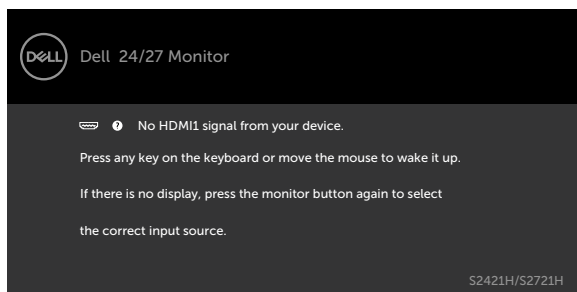 DELL
Dell 24/27 Monitor
? No HDMI1 signal from your device.
Press any key on the keyboard or move the mouse to wake it up.
If there is no display, press the monitor button again to select
the correct input source.
S2421H/S2721H